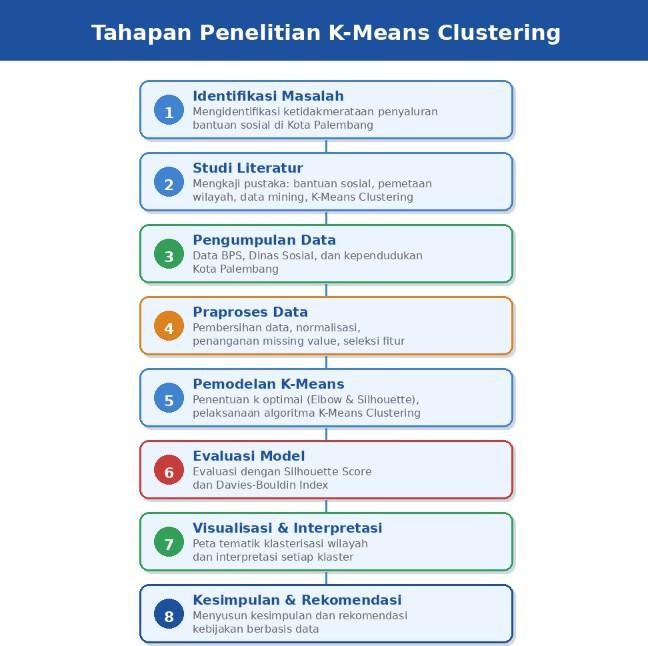 Tahapan Penelitian K-Means Clustering
1
Identifikasi Masalah
Mengidentifikasi ketidakmerataan penyaluran
bantuan sosial di Kota Palembang
2
Studi Literatur
Mengkaji pustaka: bantuan sosial, pemetaan
wilayah, data mining, K-Means Clustering
3
Pengumpulan Data
Data BPS, Dinas Sosial, dan kependudukan
Kota Palembang
4
Praproses Data
Pembersihan data, normalisasi,
penanganan missing value, seleksi fitur
5
Pemodelan K-Means
Penentuan k optimal (Elbow & Silhouette),
pelaksanaan algoritma K-Means Clustering
6
Evaluasi Model
Evaluasi dengan Silhouette Score
dan Davies-Bouldin Index
7
Visualisasi & Interpretasi
Peta tematik klasterisasi wilayah
dan interpretasi setiap klaster
8
Kesimpulan & Rekomendasi
Menyusun kesimpulan dan rekomendasi
kebijakan berbasis data